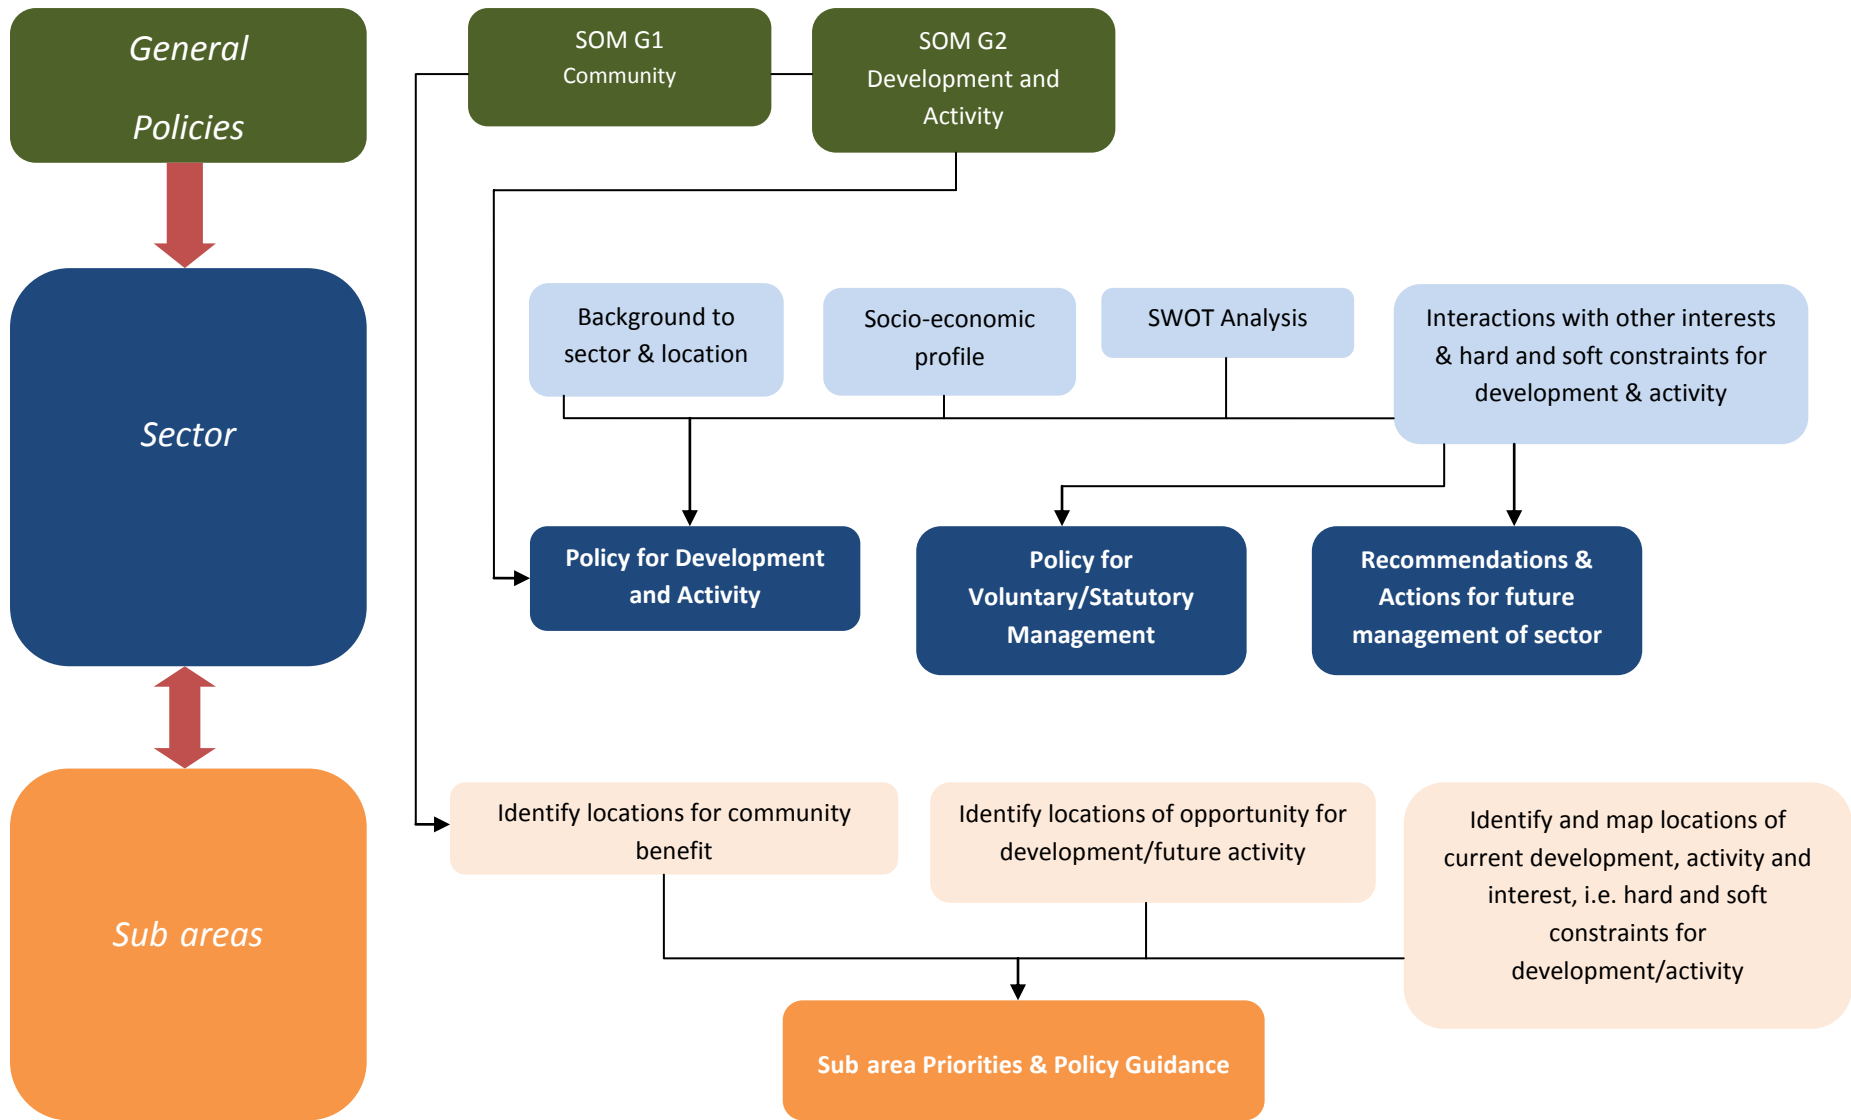 General
Policies
SOM G1
Community
SOM G2
Development and
Activity
Sector
Background to
sector & location
Socio-economic
profile
SWOT Analysis
Interactions with other interests
& hard and soft constraints for
development & activity
Policy for Development
and Activity
Policy for
Voluntary/Statutory
Management
Recommendations &
Actions for future
management of sector
Sub areas
Identify locations for community
benefit
Identify locations of opportunity for
development/future activity
Identify and map locations of
current development, activity and
interest, i.e. hard and soft
constraints for
development/activity
Sub area Priorities & Policy Guidance